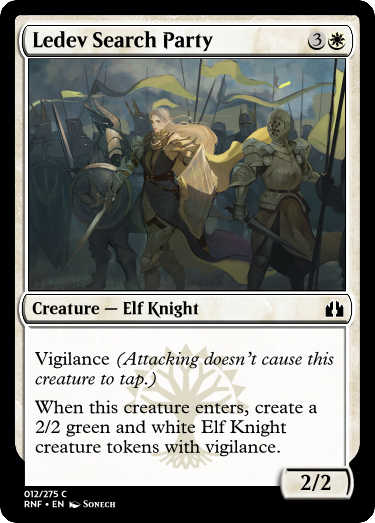 Ledev Search Party 3
Creature — Elf Knight
Vigilance (Attacking doesn't cause this
creature to tap.)
When this creature enters, create a
2/2 green and white Elf Knight
creature tokens with vigilance.
2/2
012/275 C
RNF • EN Sonech